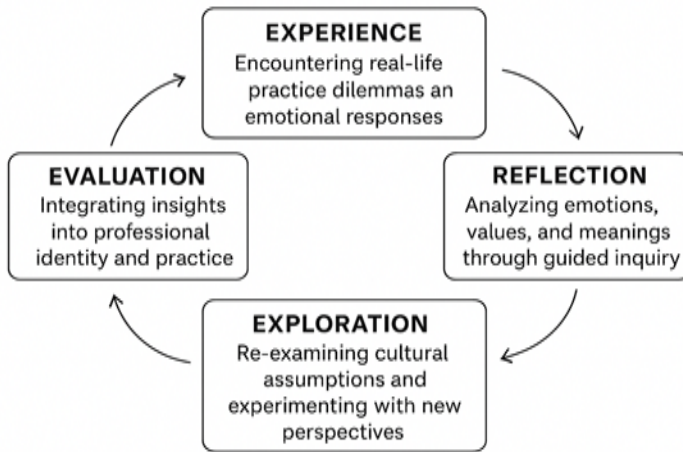 EXPERIENCE
Encountering real-life
practice dilemmas an
emotional responses
EVALUATION
Integrating insights
into professional
identity and practice
REFLECTION
Analyzing emotions,
values, and meanings
through guided inquiry
EXPLORATION
Re-examining cultural
assumptions and
experimenting with new
perspectives